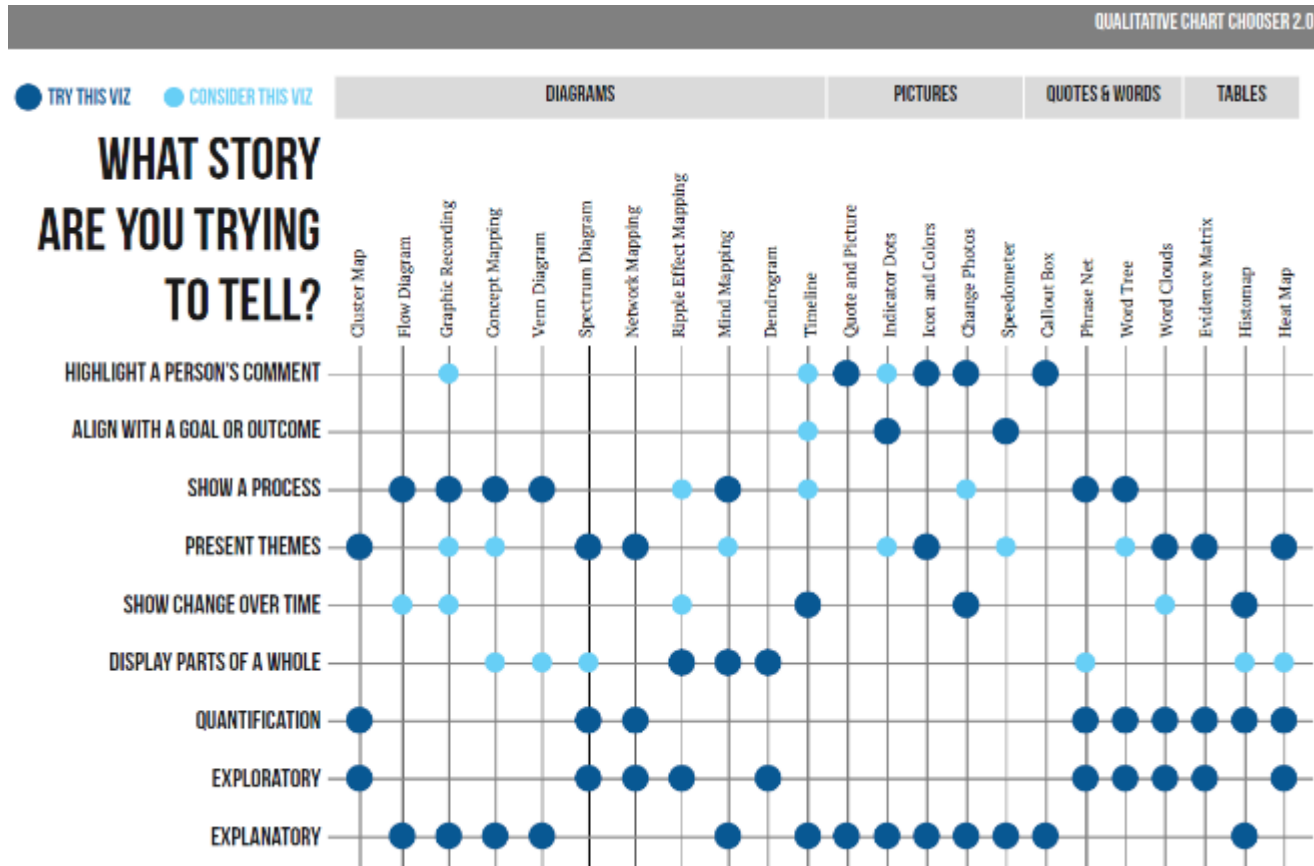 QUALITATIVE CHART CHOOSER 2.0
TRY THIS VIZ
CONSIDER THIS VIZ
DIAGRAMS
PICTURES
QUOTES & WORDS
TABLES
WHAT STORY
ARE YOU TRYING
TO TELL?
Cluster Map
Flow Diagram
Graphic Recording
Concept Mapping
Venn Diagram
Spectrum Diagram
Network Mapping
Ripple Effect Mapping
Mind Mapping
Dendrogram
Timeline
Quote and Picture
Indicator Dots
Icon and Colors
Change Photos
Speedometer
Callout Box
Phrase Net
Word Tree
Word Clouds
Evidence Matrix
Histomap
Heat Map
HIGHLIGHT A PERSON'S COMMENT
ALIGN WITH A GOAL OR OUTCOME
SHOW A PROCESS
PRESENT THEMES
SHOW CHANGE OVER TIME
DISPLAY PARTS OF A WHOLE
QUANTIFICATION
EXPLORATORY
EXPLANATORY